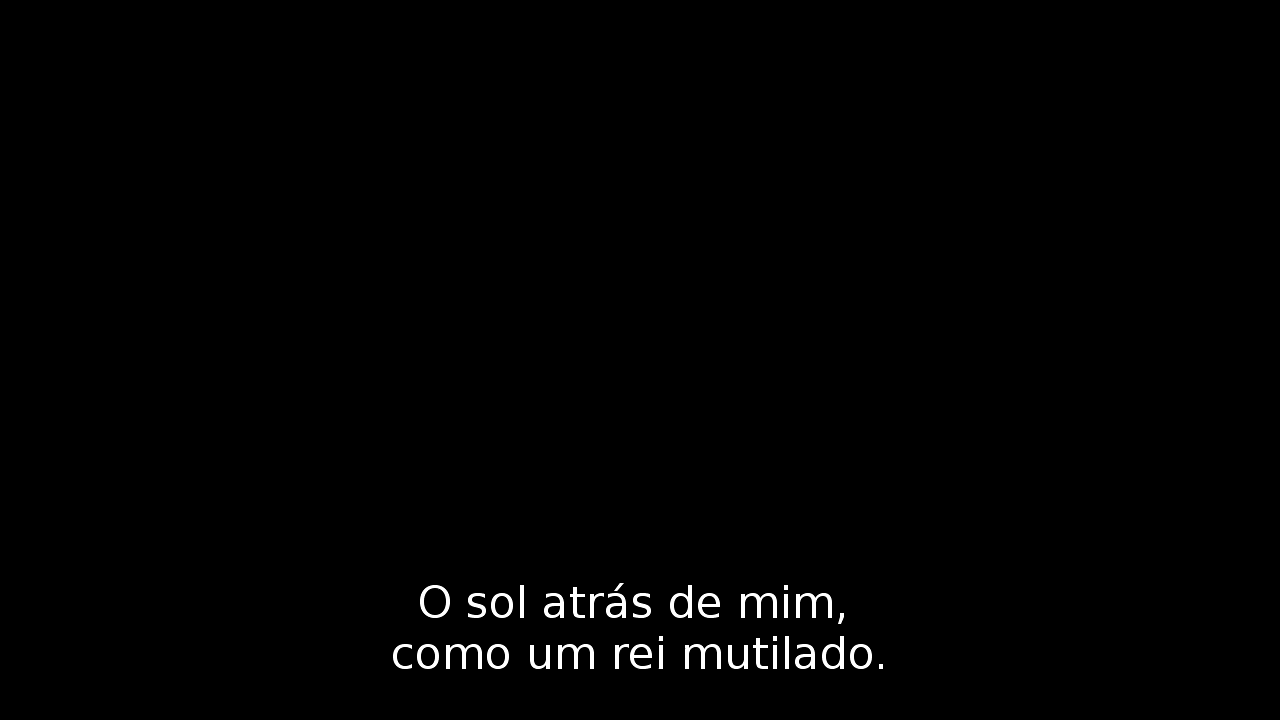 O sol atrás de mim,
como um rei mutilado.